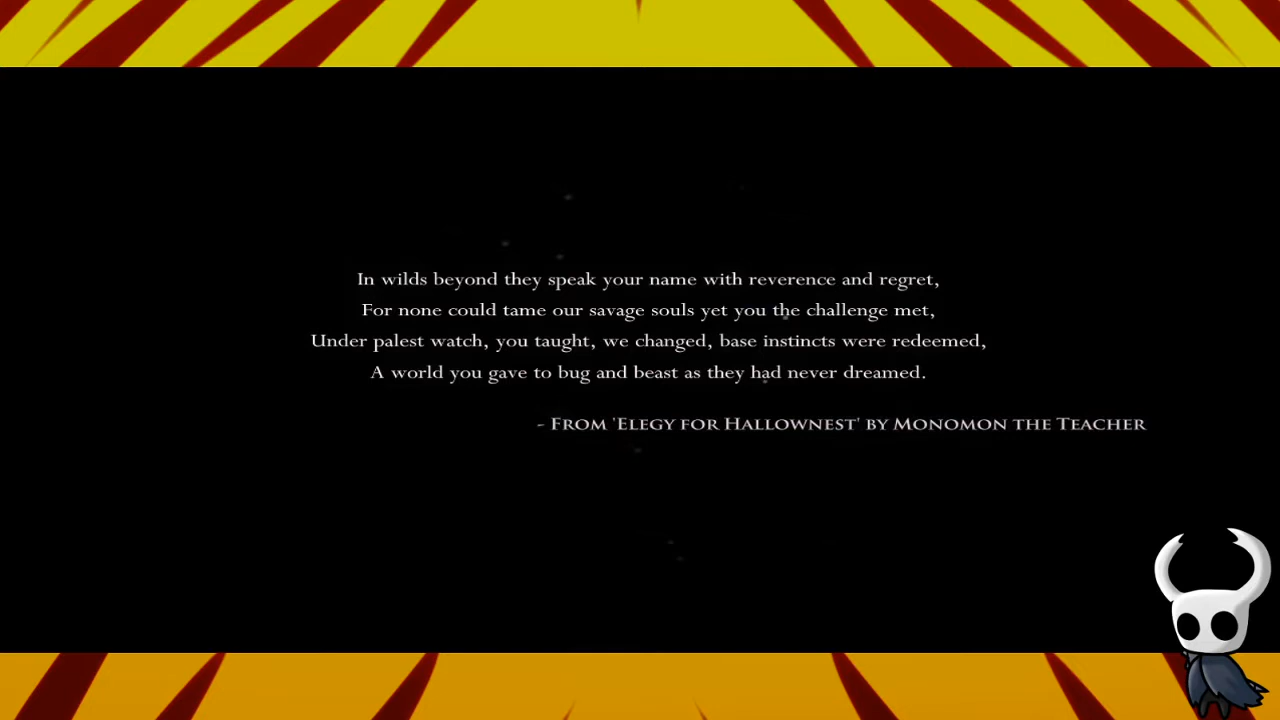 In wilds beyond they speak your name with reverence and regret,
For none could tame our savage souls yet you the challenge met,
Under palest watch, you taught, we changed, base instincts were redeemed,
A world you gave to bug and beast as they had never dreamed.
- From 'Elegy for Hallownest' by Monomon the Teacher